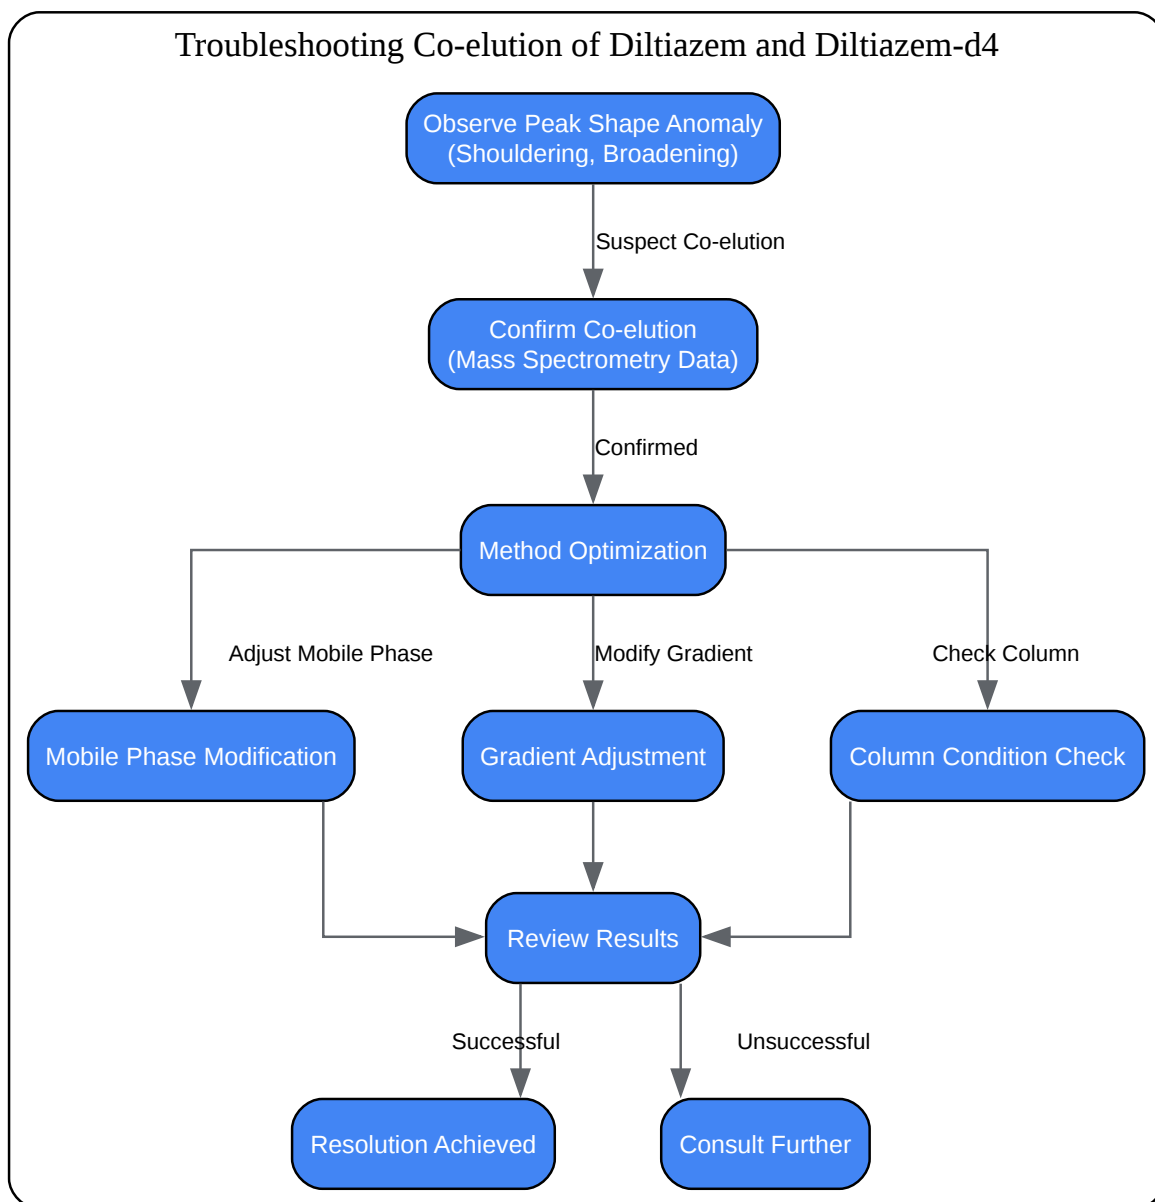 Troubleshooting Co-elution of Diltiazem and Diltiazem-d4
Observe Peak Shape Anomaly
(Shouldering, Broadening)
Suspect Co-elution
Confirm Co-elution
(Mass Spectrometry Data)
Confirmed
Method Optimization
Adjust Mobile Phase
Modify Gradient
Check Column
Mobile Phase Modification
Gradient Adjustment
Column Condition Check
Review Results
Successful
Unsuccessful
Resolution Achieved
Consult Further